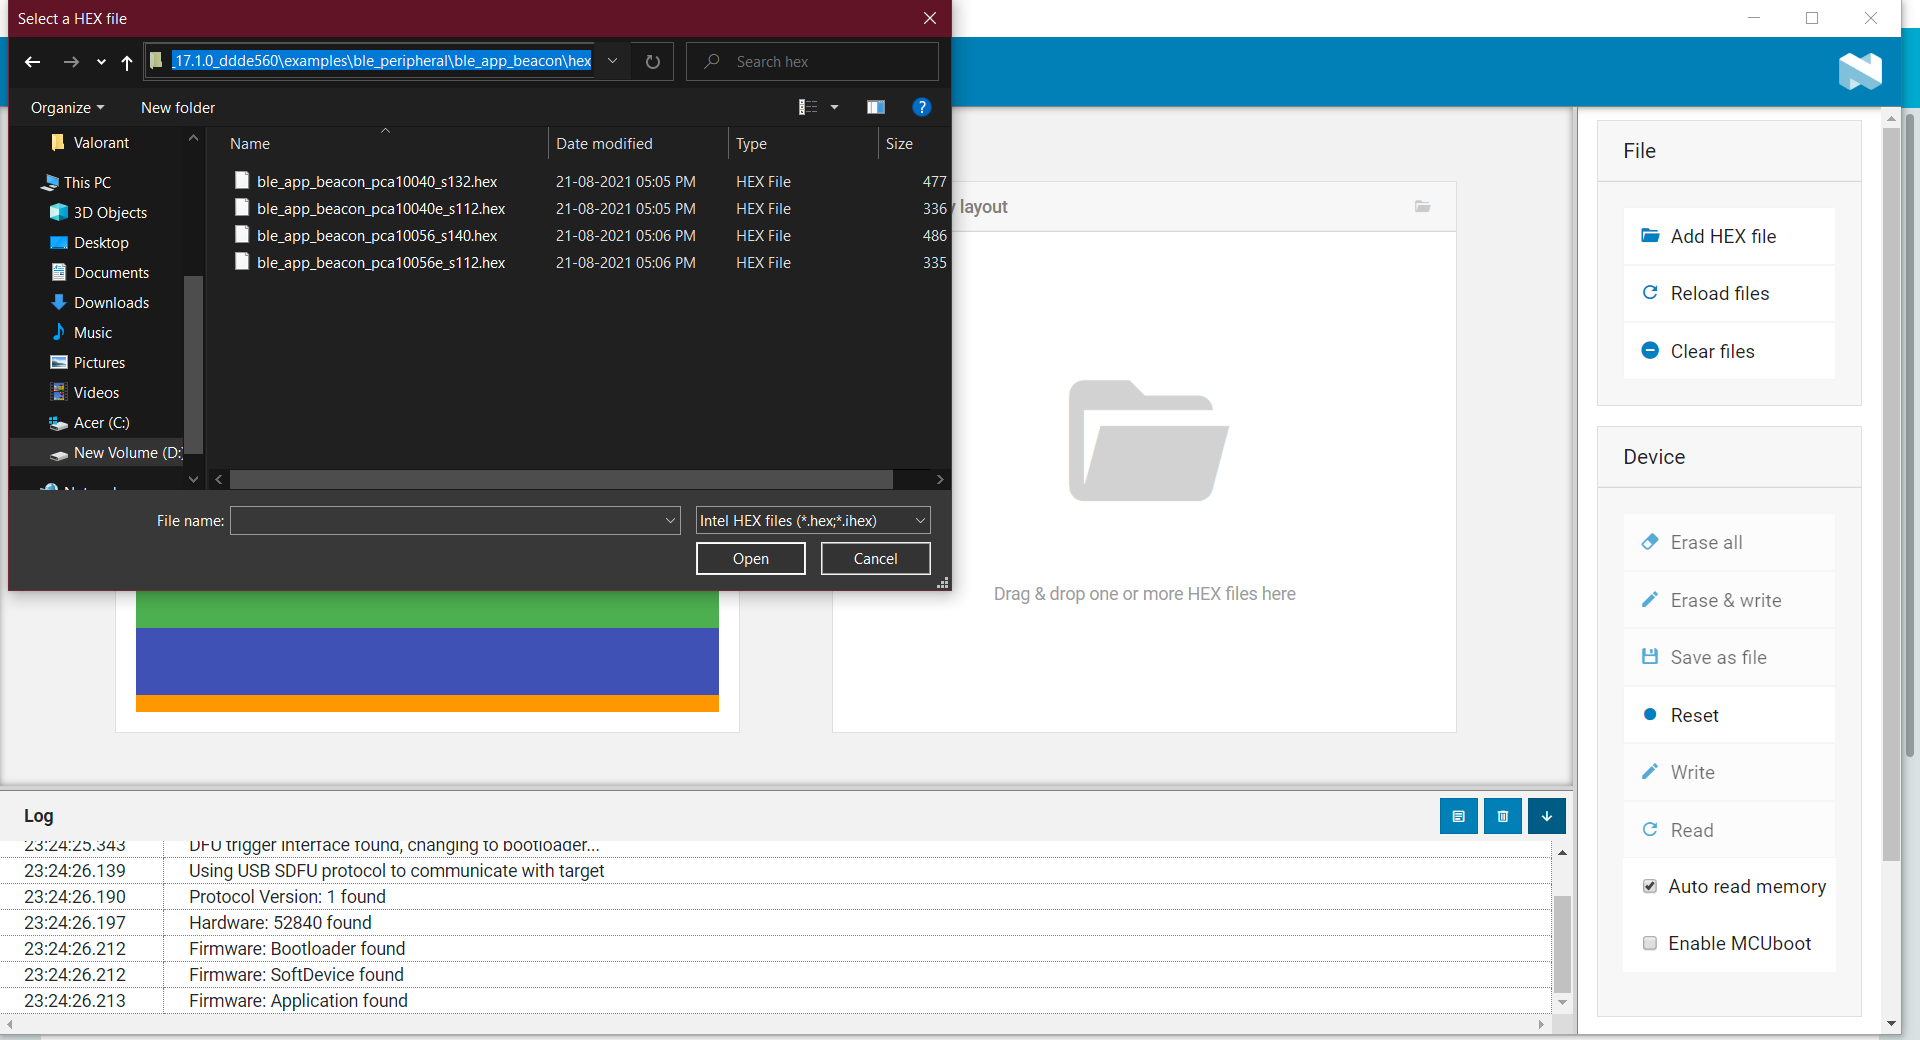 Select a HEX file
_17.1.0_ddde560\examples\ble_peripheral\ble_app_beacon\hex
Search hex
Organize
New folder
Name
Date modified
Type
Size
Valorant
This PC
3D Objects
Desktop
Documents
Downloads
Music
Pictures
Videos
Acer (C:)
New Volume (D:)
ble_app_beacon_pca10040_s132.hex 21-08-2021 05:05 PM HEX File 477
ble_app_beacon_pca10040e_s112.hex 21-08-2021 05:05 PM HEX File 336
ble_app_beacon_pca10056_s140.hex 21-08-2021 05:06 PM HEX File 486
ble_app_beacon_pca10056e_s112.hex 21-08-2021 05:06 PM HEX File 335
File name:
Intel HEX files (*.hex;*.ihex)
Open
Cancel
layout
Drag & drop one or more HEX files here
File
Add HEX file
Reload files
Clear files
Device
Erase all
Erase & write
Save as file
Reset
Write
Read
Auto read memory
Enable MCUboot
Log
23:24:25.343 DFU trigger interface found, changing to bootloader...
23:24:26.139 Using USB SDFU protocol to communicate with target
23:24:26.190 Protocol Version: 1 found
23:24:26.197 Hardware: 52840 found
23:24:26.212 Firmware: Bootloader found
23:24:26.212 Firmware: SoftDevice found
23:24:26.213 Firmware: Application found